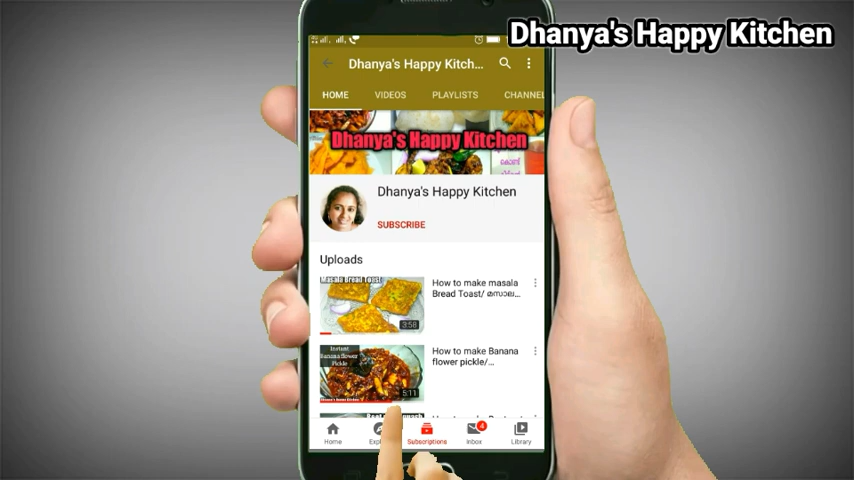 Dhanya's Happy Kitchen
Dhanya's Happy Kitch...
HOME VIDEOS PLAYLISTS CHANNEL
Dhanya's Happy Kitchen
Dhanya's Happy Kitchen
SUBSCRIBE
Uploads
Masala Bread Toast
How to make masala
Bread Toast/ മസാല...
3:58
Instant
Banana flower
Pickle
How to make Banana
flower pickle/...
5:11
Home
Subscriptions
4
Inbox
Library